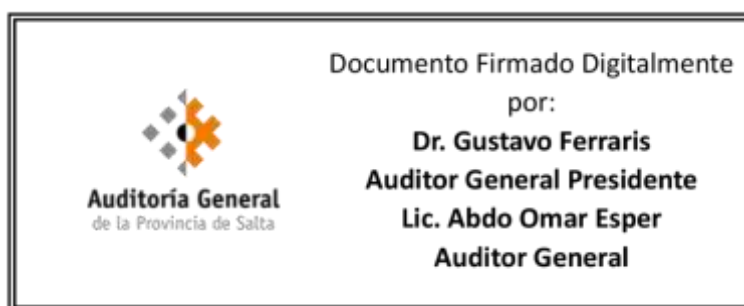 Auditoría General
de la Provincia de Salta
Documento Firmado Digitalmente
por:
Dr. Gustavo Ferraris
Auditor General Presidente
Lic. Abdo Omar Esper
Auditor General